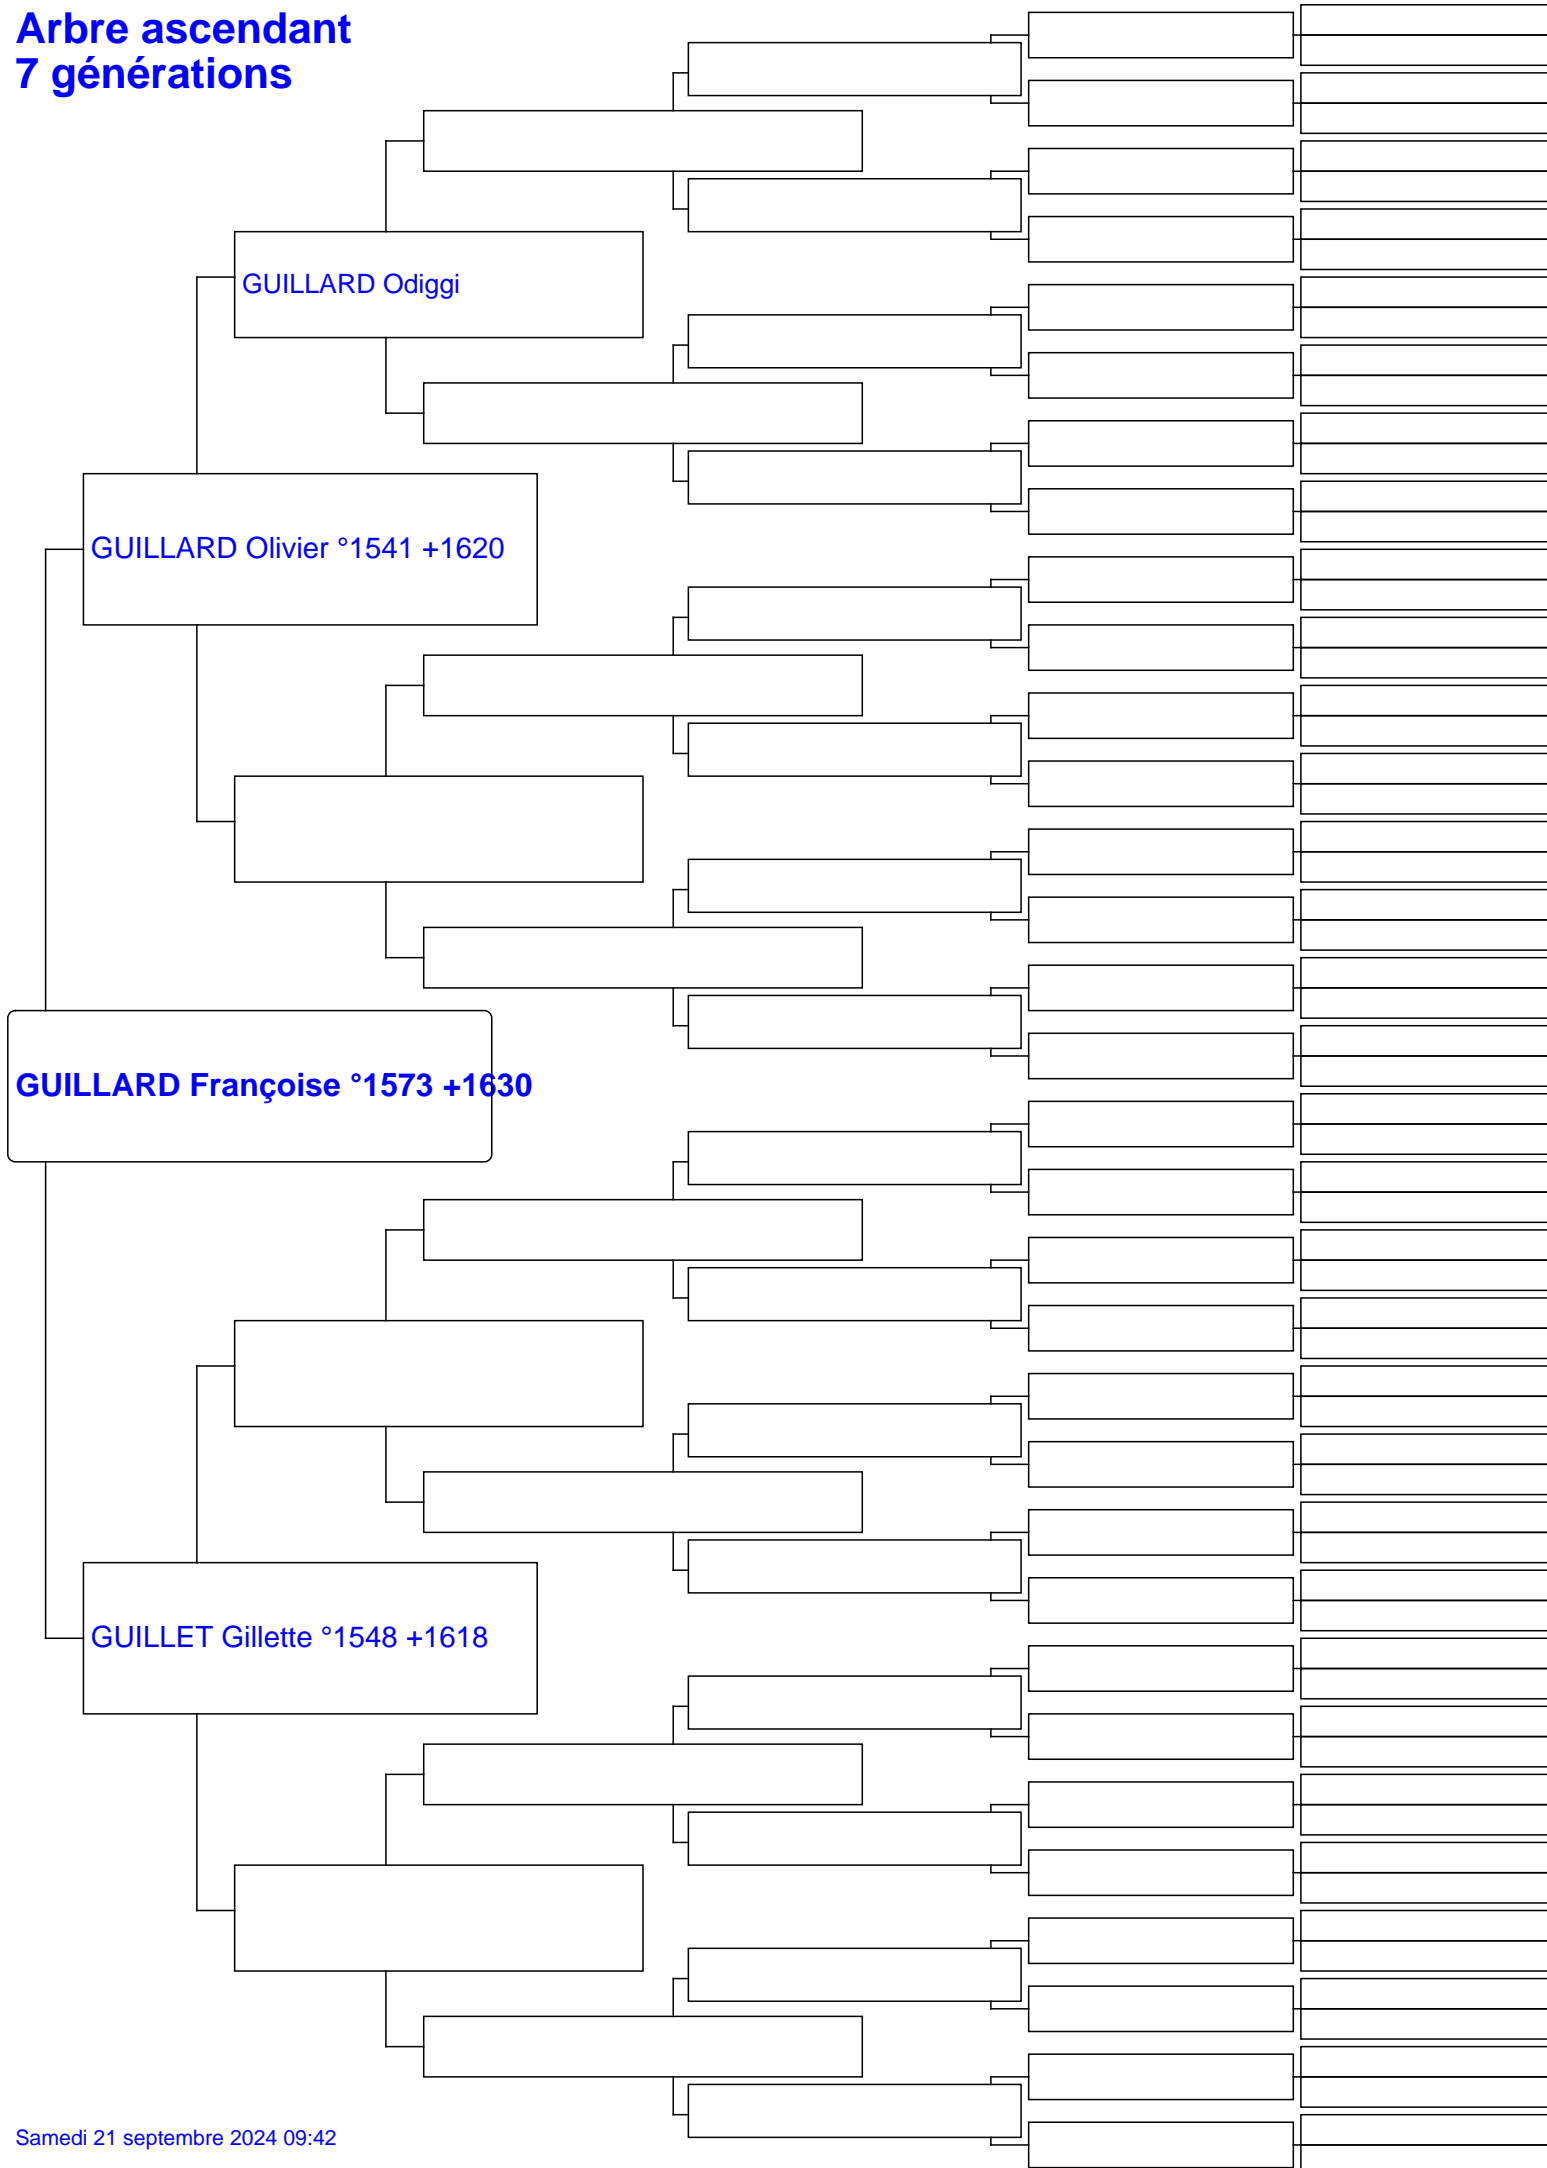 Arbre ascendant
7 générations
GUILLARD Odiggi
GUILLARD Olivier °1541 +1620
GUILLARD Françoise °1573 +1630
GUILLET Gillette °1548 +1618
Samedi 21 septembre 2024 09:42